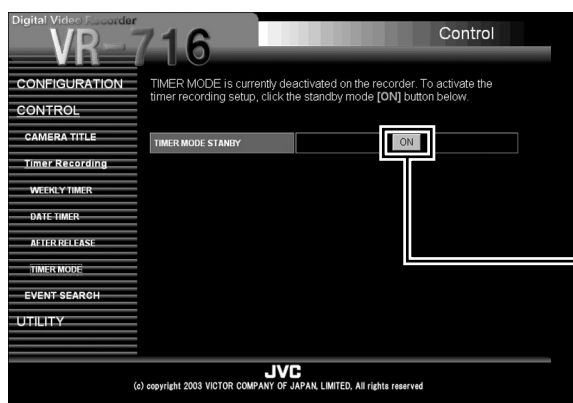 Digital Video Recorder
VR-716
Control
CONFIGURATION
CONTROL
CAMERA TITLE
Timer Recording
WEEKLY TIMER
DATE TIMER
AFTER RELEASE
TIMER MODE
EVENT SEARCH
UTILITY
TIMER MODE is currently deactivated on the recorder. To activate the
timer recording setup, click the standby mode [ON] button below.
TIMER MODE STANBY
ON
JVC
(c) copyright 2003 VICTOR COMPANY OF JAPAN, LIMITED, All rights reserved